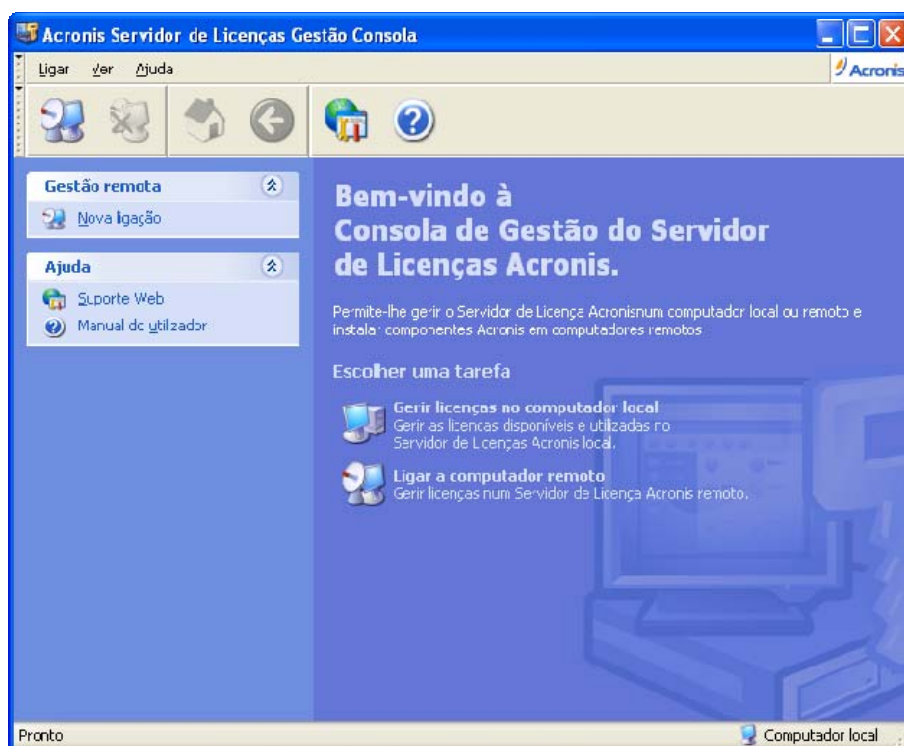 Acronis Servidor de Licenças Gestão Consola
Ligar Ver Ajuda
Acronis
Gestão remota
Nova ligação
Ajuda
Suporte Web
Manual do utilizador
Bem-vindo à
Consola de Gestão do Servidor
de Licenças Acronis.
Permite-lhe gerir o Servidor de Licença Acronisnum computador local ou remoto e
instalar componentes Acronis em computadores remotos
Escolher uma tarefa
Gerir licenças no computador local
Gerir as licencas disponíveis e utilizadas no
Servidor de Licenças Acronis local.
Ligar a computador remoto
Gerir licenças num Servidor de Licença Acronis remoto.
Pronto
Computador local